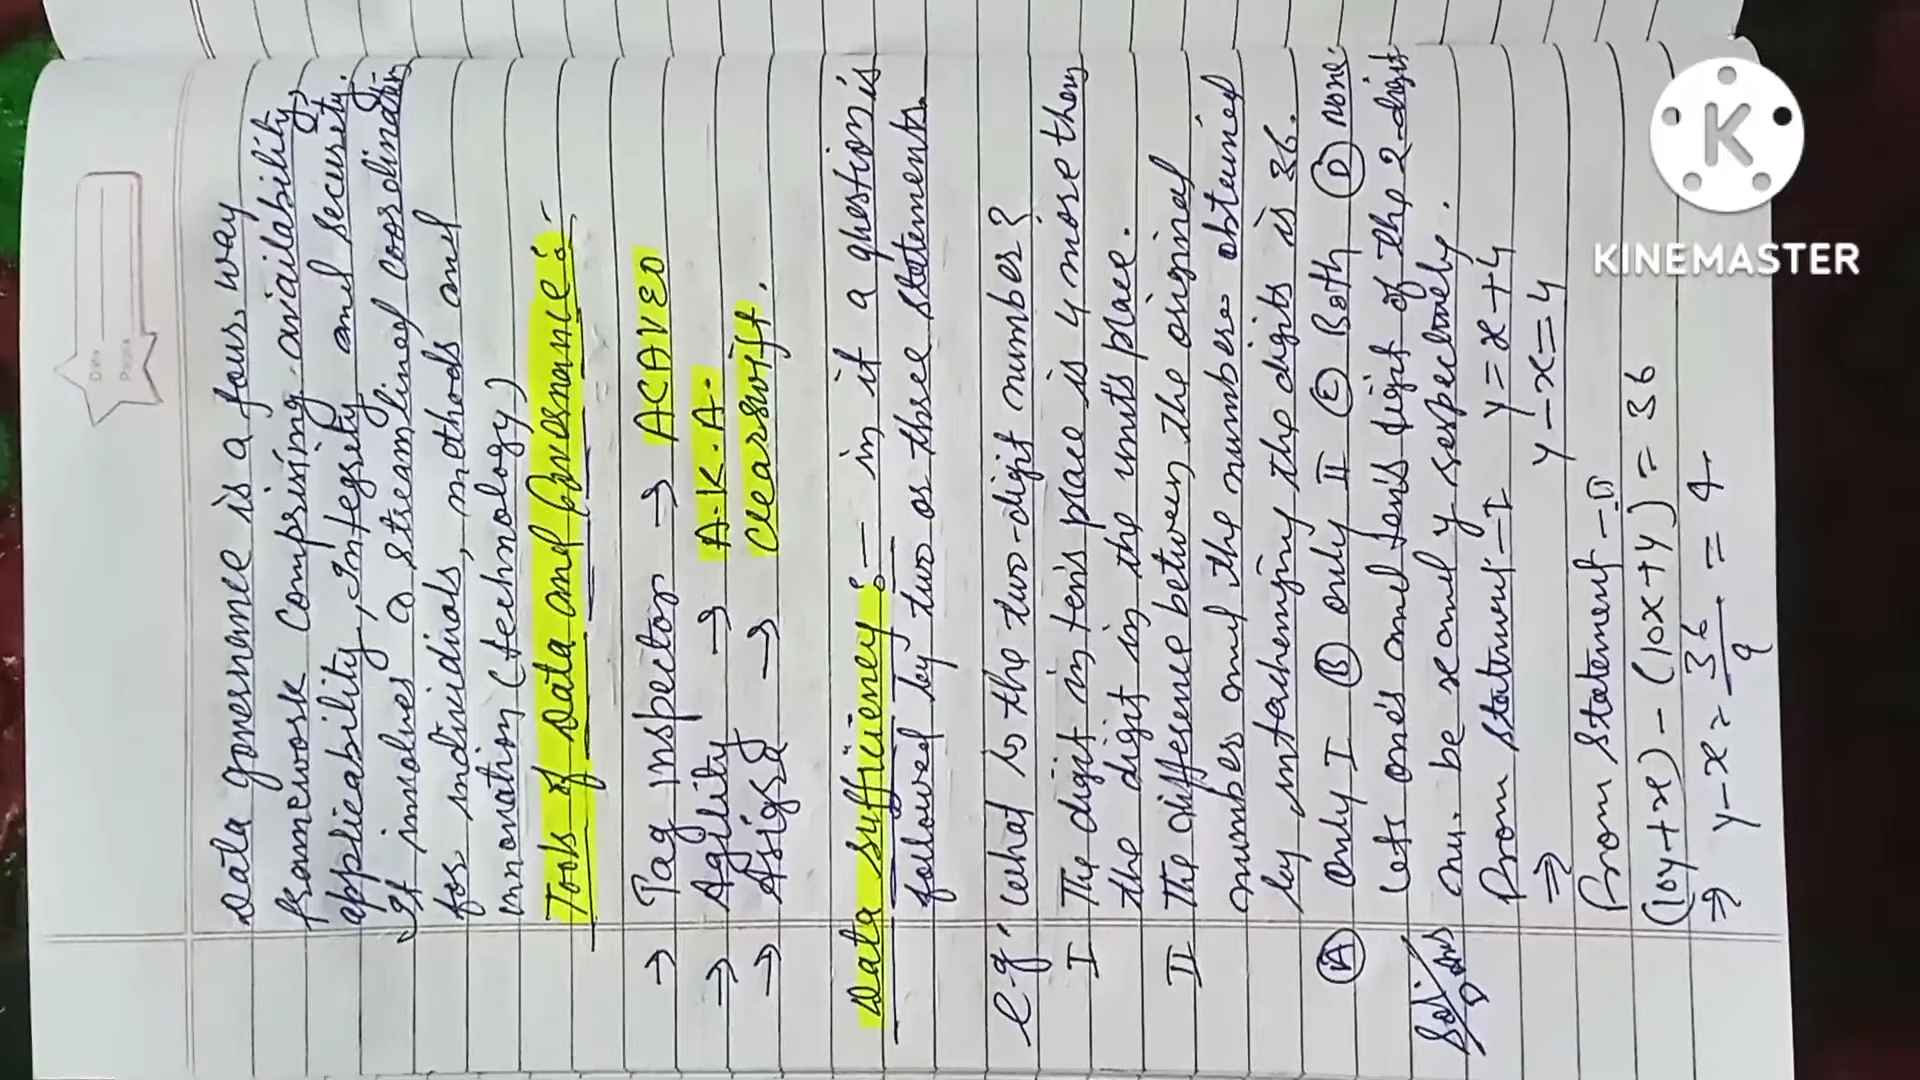 Data governance is a four way
framework comprising availability,
applicability, Integrity and security.
It involves a streamlined coordination
for individuals, methods and
innovation (technology)
Tools of Data and Governance:-
→ Tag inspector → ACAVEO
→ Agility → A.K.A.
→ Asigra → Clearswift.
Data sufficiency :- in it a question is
followed by two or three statements.
e.g. What is the two-digit number?
I The digit in ten's place is 4 more than
the digit in the unit's place.
II The difference between the original
number and the number obtained
by interchanging the digits is 36.
(A) only I (B) only II (C) Both (D) none.
Sol. Let's one's and ten's digit of the 2-digit
D Ans no. be x and y respectively.
From statement-I y=x+4
⇒ y-x=4
From statement-II
(10y+x)-(10x+y)=36
⇒ y-x=36/9=4
Date
Page
K
KINEMASTER